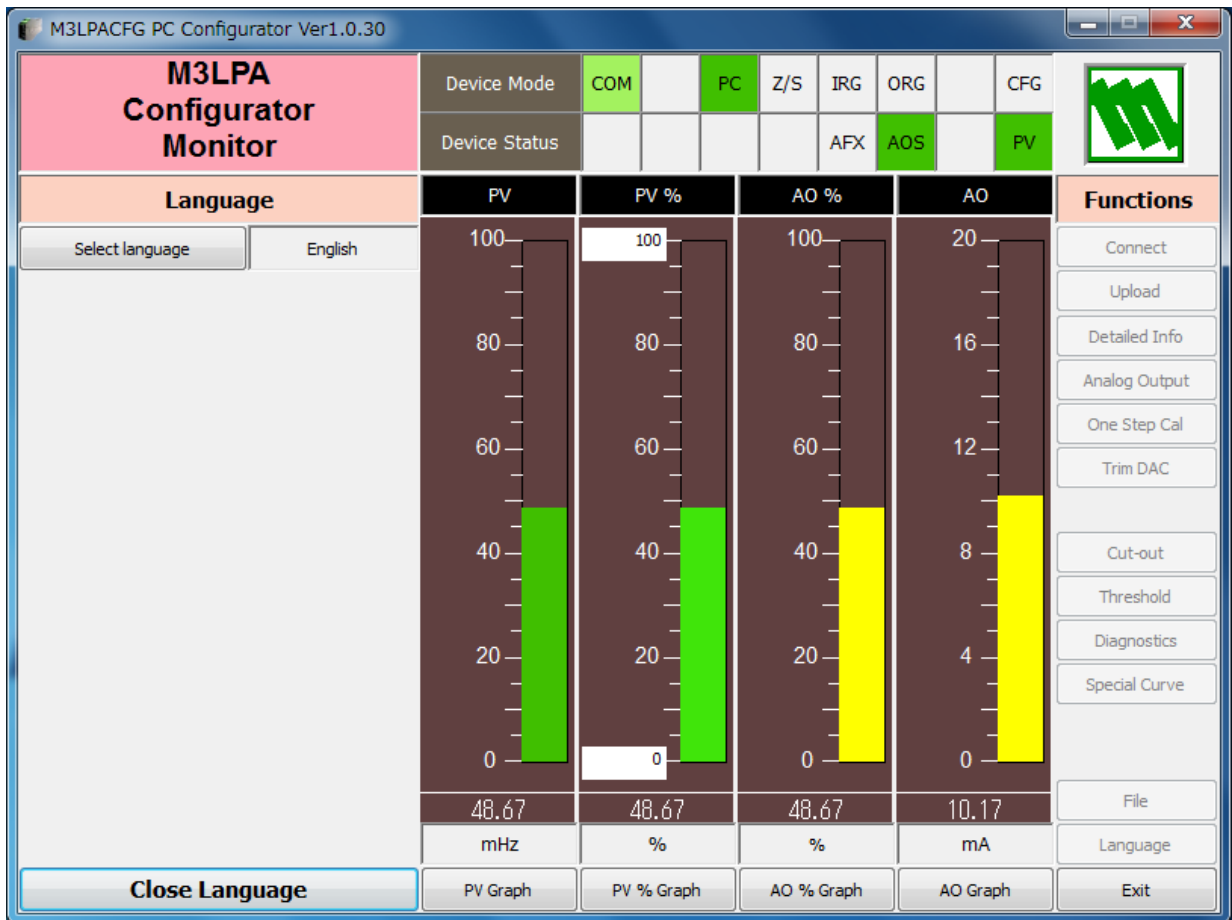 M3LPACFG PC Configurator Ver1.0.30
M3LPA
Configurator
Monitor
Device Mode COM PC Z/S IRG ORG CFG
Device Status AFX AOS PV
Language
Select language English
Close Language
PV PV % AO % AO
100 100 100 20
80 80 80 16
60 60 60 12
40 40 40 8
20 20 20 4
0 0 0 0
48.67 48.67 48.67 10.17
mHz % % mA
PV Graph PV % Graph AO % Graph AO Graph
Functions
Connect
Upload
Detailed Info
Analog Output
One Step Cal
Trim DAC
Cut-out
Threshold
Diagnostics
Special Curve
File
Language
Exit